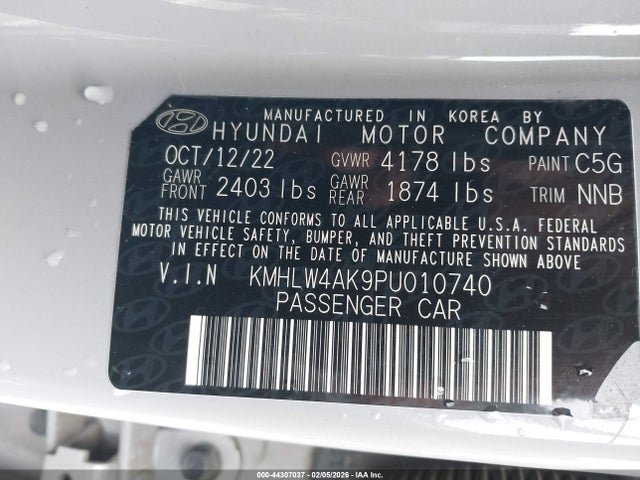 MANUFACTURED IN KOREA BY
HYUNDAI MOTOR COMPANY
OCT/12/22 GVWR 4178 lbs PAINT C5G
GAWR FRONT 2403 lbs GAWR REAR 1874 lbs TRIM NNB
THIS VEHICLE CONFORMS TO ALL APPLICABLE U.S.A. FEDERAL
MOTOR VEHICLE SAFETY, BUMPER, AND THEFT PREVENTION STANDARDS
IN EFFECT ON THE DATE OF MANUFACTURE SHOWN ABOVE.
V.I.N KMHLW4AK9PU010740
PASSENGER CAR
000-44307037 - 02/05/2026 - IAA Inc.